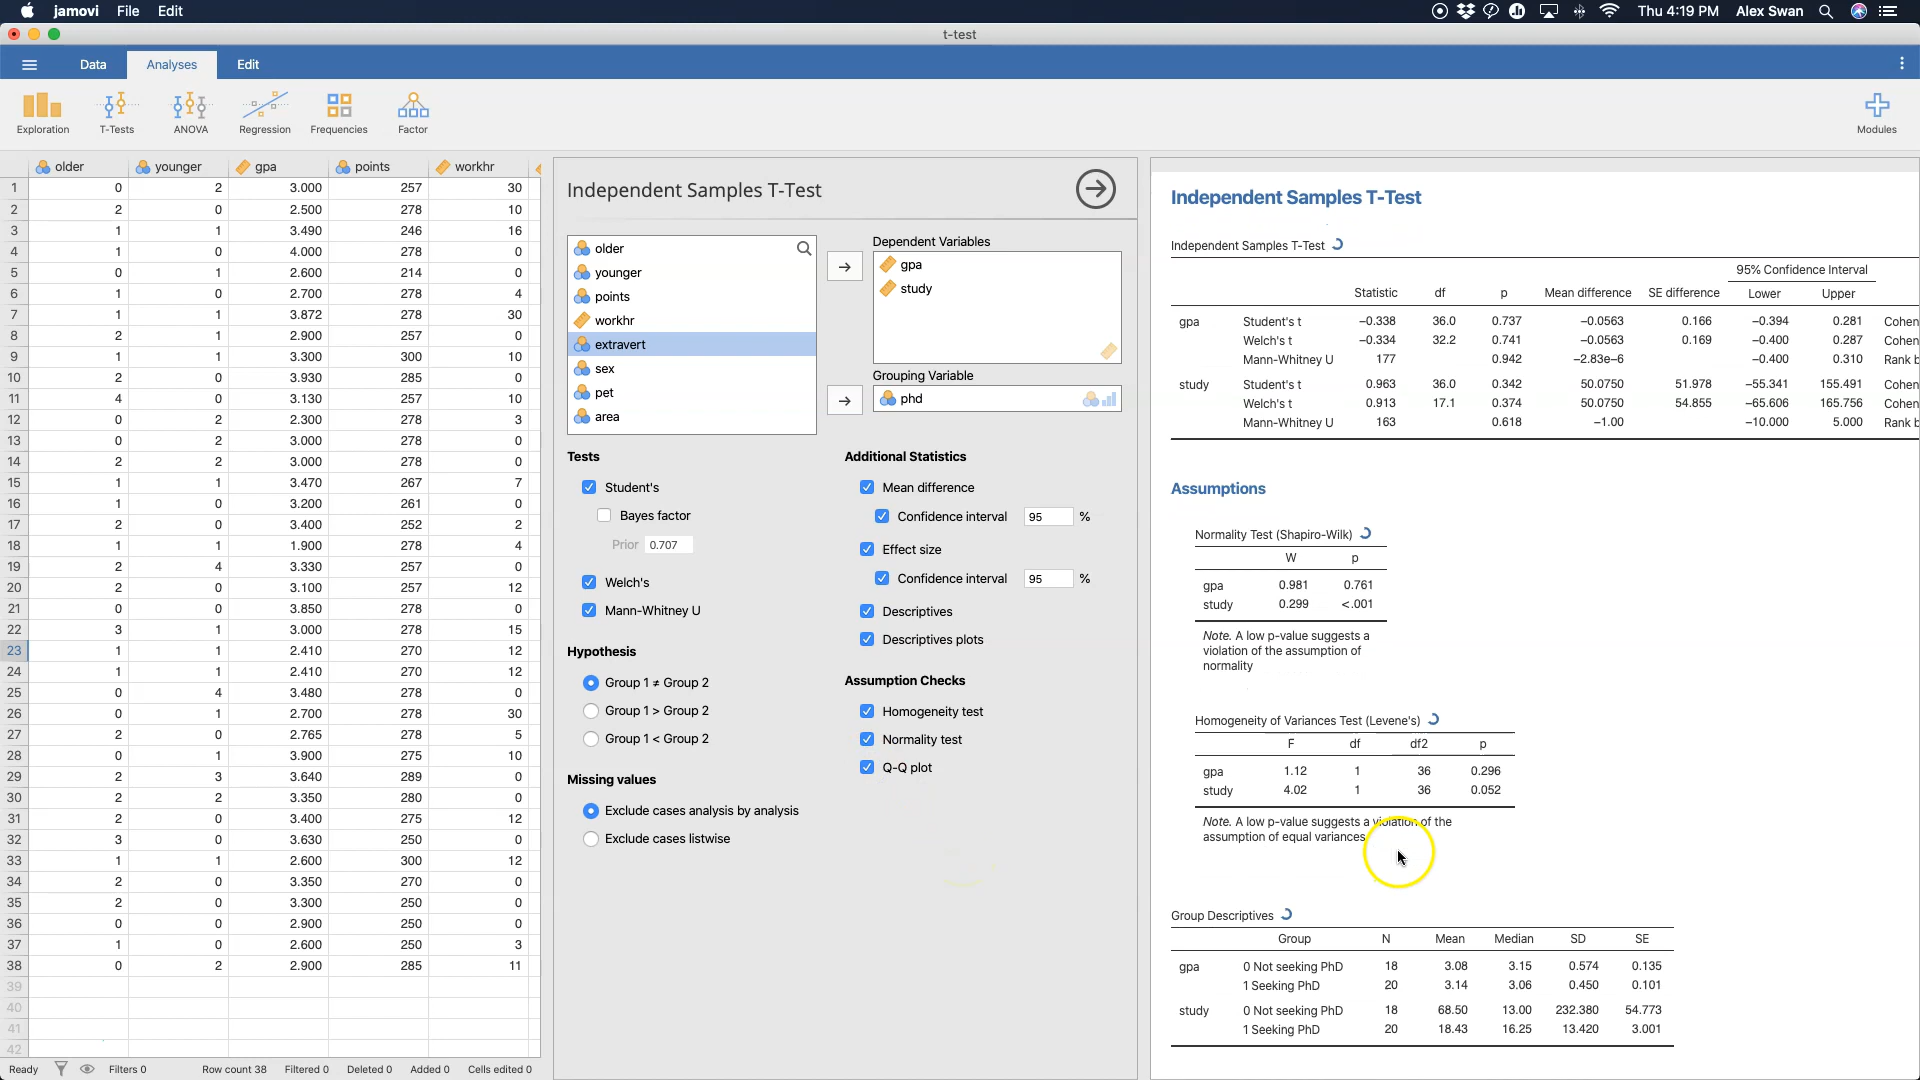 jamovi File Edit Thu 4:19 PM Alex Swan
t-test
Data Analyses Edit
Exploration T-Tests ANOVA Regression Frequencies Factor Modules
older younger gpa points workhr
1 0 2 3.000 257 30
2 2 0 2.500 278 10
3 1 1 3.490 246 16
4 1 0 4.000 278 0
5 0 1 2.600 214 0
6 1 0 2.700 278 4
7 1 1 3.872 278 30
8 2 1 2.900 257 0
9 1 1 3.300 300 10
10 2 0 3.930 285 0
11 4 0 3.130 257 10
12 0 2 2.300 278 3
13 0 2 3.000 278 0
14 2 2 3.000 278 0
15 1 1 3.470 267 7
16 1 0 3.200 261 0
17 2 0 3.400 252 2
18 1 1 1.900 278 4
19 2 4 3.330 257 0
20 2 0 3.100 257 12
21 0 0 3.850 278 0
22 3 1 3.000 278 15
23 1 1 2.410 270 12
24 1 1 2.410 270 12
25 0 4 3.480 278 0
26 0 1 2.700 278 30
27 2 0 2.765 278 5
28 0 1 3.900 275 10
29 2 3 3.640 289 0
30 2 2 3.350 280 0
31 2 0 3.400 275 12
32 3 0 3.630 250 0
33 1 1 2.600 300 12
34 2 0 3.350 270 0
35 2 0 3.300 250 0
36 0 0 2.900 250 0
37 1 0 2.600 250 3
38 0 2 2.900 285 11
39
40
41
42
Ready Filters 0 Row count 38 Filtered 0 Deleted 0 Added 0 Cells edited 0
Independent Samples T-Test
older
younger
points
workhr
extravert
sex
pet
area
Dependent Variables
gpa
study
Grouping Variable
phd
Tests
Student's
Bayes factor
Prior 0.707
Welch's
Mann-Whitney U
Hypothesis
Group 1 ≠ Group 2
Group 1 > Group 2
Group 1 < Group 2
Missing values
Exclude cases analysis by analysis
Exclude cases listwise
Additional Statistics
Mean difference
Confidence interval 95 %
Effect size
Confidence interval 95 %
Descriptives
Descriptives plots
Assumption Checks
Homogeneity test
Normality test
Q-Q plot
Independent Samples T-Test
Independent Samples T-Test
95% Confidence Interval
Statistic df p Mean difference SE difference Lower Upper
gpa Student's t −0.338 36.0 0.737 −0.0563 0.166 −0.394 0.281 Cohen
Welch's t −0.334 32.2 0.741 −0.0563 0.169 −0.400 0.287 Cohen
Mann-Whitney U 177 0.942 −2.83e−6 −0.400 0.310 Rank b
study Student's t 0.963 36.0 0.342 50.0750 51.978 −55.341 155.491 Cohen
Welch's t 0.913 17.1 0.374 50.0750 54.855 −65.606 165.756 Cohen
Mann-Whitney U 163 0.618 −1.00 −10.000 5.000 Rank b
Assumptions
Normality Test (Shapiro-Wilk)
W p
gpa 0.981 0.761
study 0.299 <.001
Note. A low p-value suggests a
violation of the assumption of
normality
Homogeneity of Variances Test (Levene's)
F df df2 p
gpa 1.12 1 36 0.296
study 4.02 1 36 0.052
Note. A low p-value suggests a violation of the
assumption of equal variances
Group Descriptives
Group N Mean Median SD SE
gpa 0 Not seeking PhD 18 3.08 3.15 0.574 0.135
1 Seeking PhD 20 3.14 3.06 0.450 0.101
study 0 Not seeking PhD 18 68.50 13.00 232.380 54.773
1 Seeking PhD 20 18.43 16.25 13.420 3.001